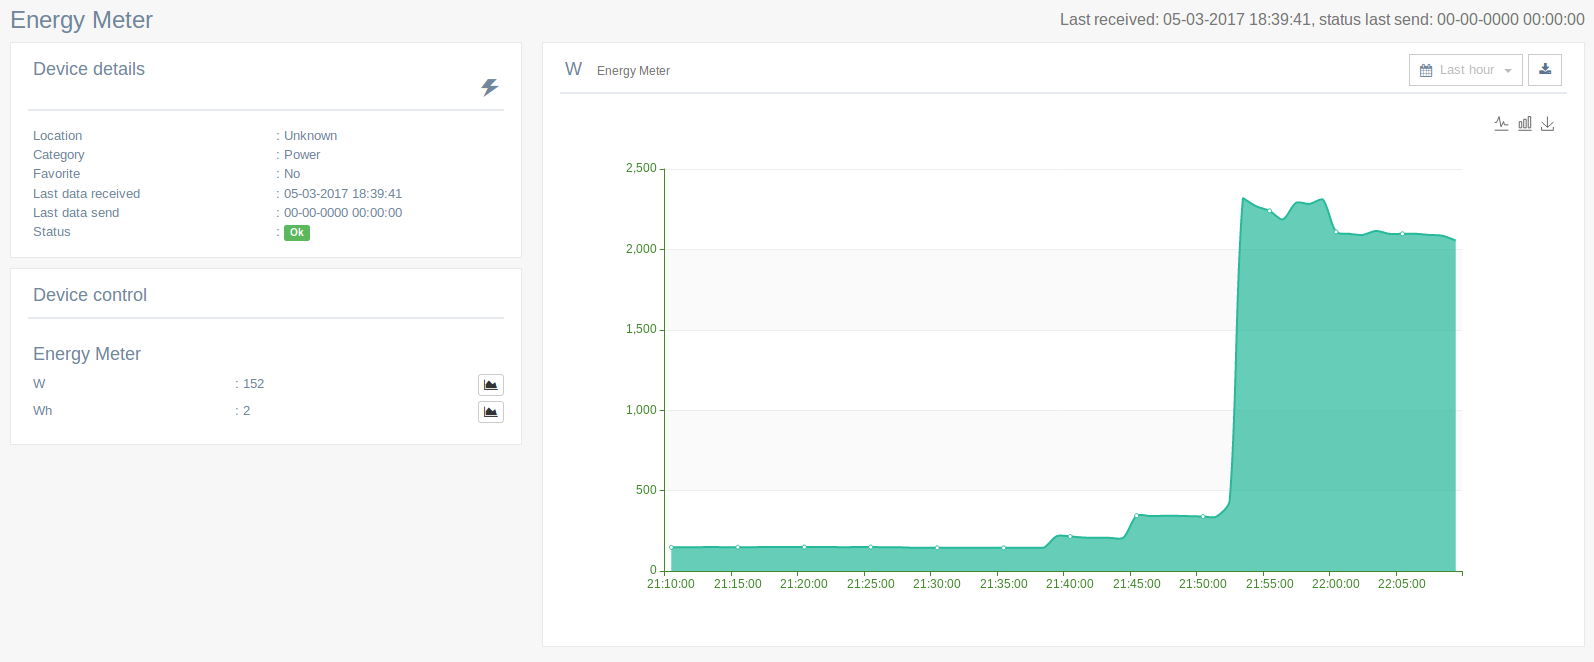 Energy Meter
Last received: 05-03-2017 18:39:41, status last send: 00-00-0000 00:00:00
Device details
Location : Unknown
Category : Power
Favorite : No
Last data received : 05-03-2017 18:39:41
Last data send : 00-00-0000 00:00:00
Status : Ok
Device control
Energy Meter
W : 152
Wh : 2
W Energy Meter
Last hour
2,500
2,000
1,500
1,000
500
0
21:10:00 21:15:00 21:20:00 21:25:00 21:30:00 21:35:00 21:40:00 21:45:00 21:50:00 21:55:00 22:00:00 22:05:00